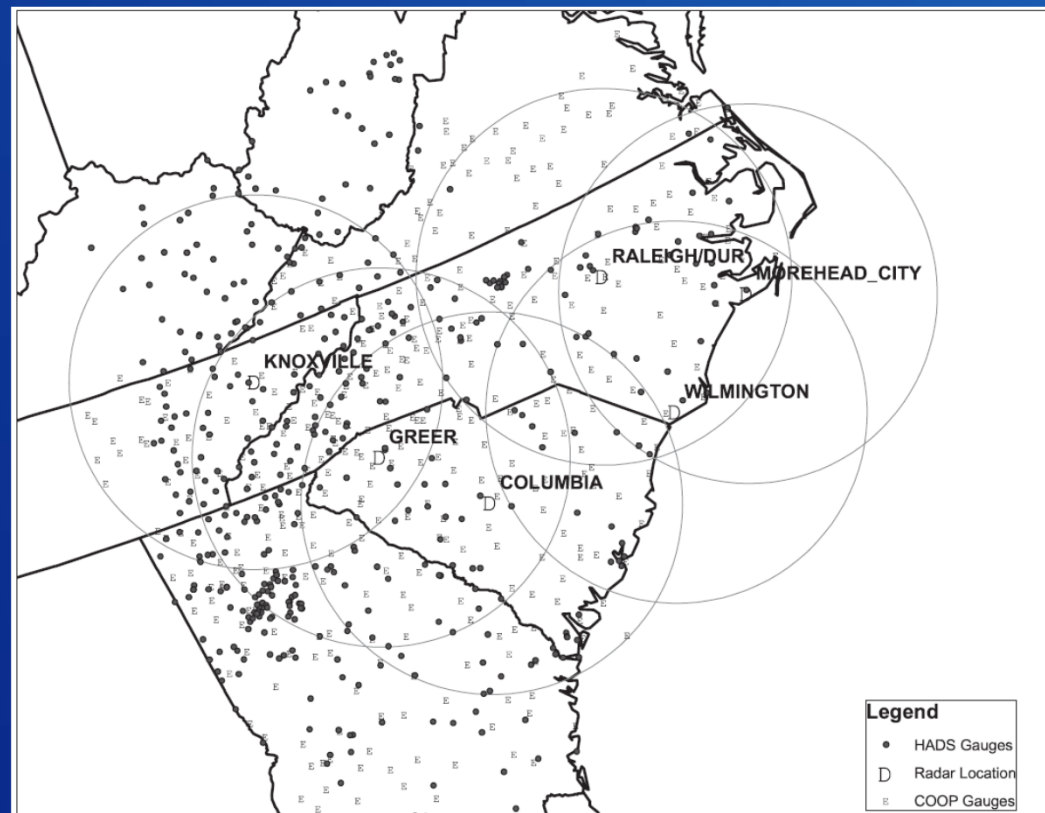 RALEIGH/DUR
D
MOREHEAD_CITY
D
KNOXVILLE
D
WILMINGTON
D
GREER
D
COLUMBIA
D
Legend
HADS Gauges
D Radar Location
COOP Gauges